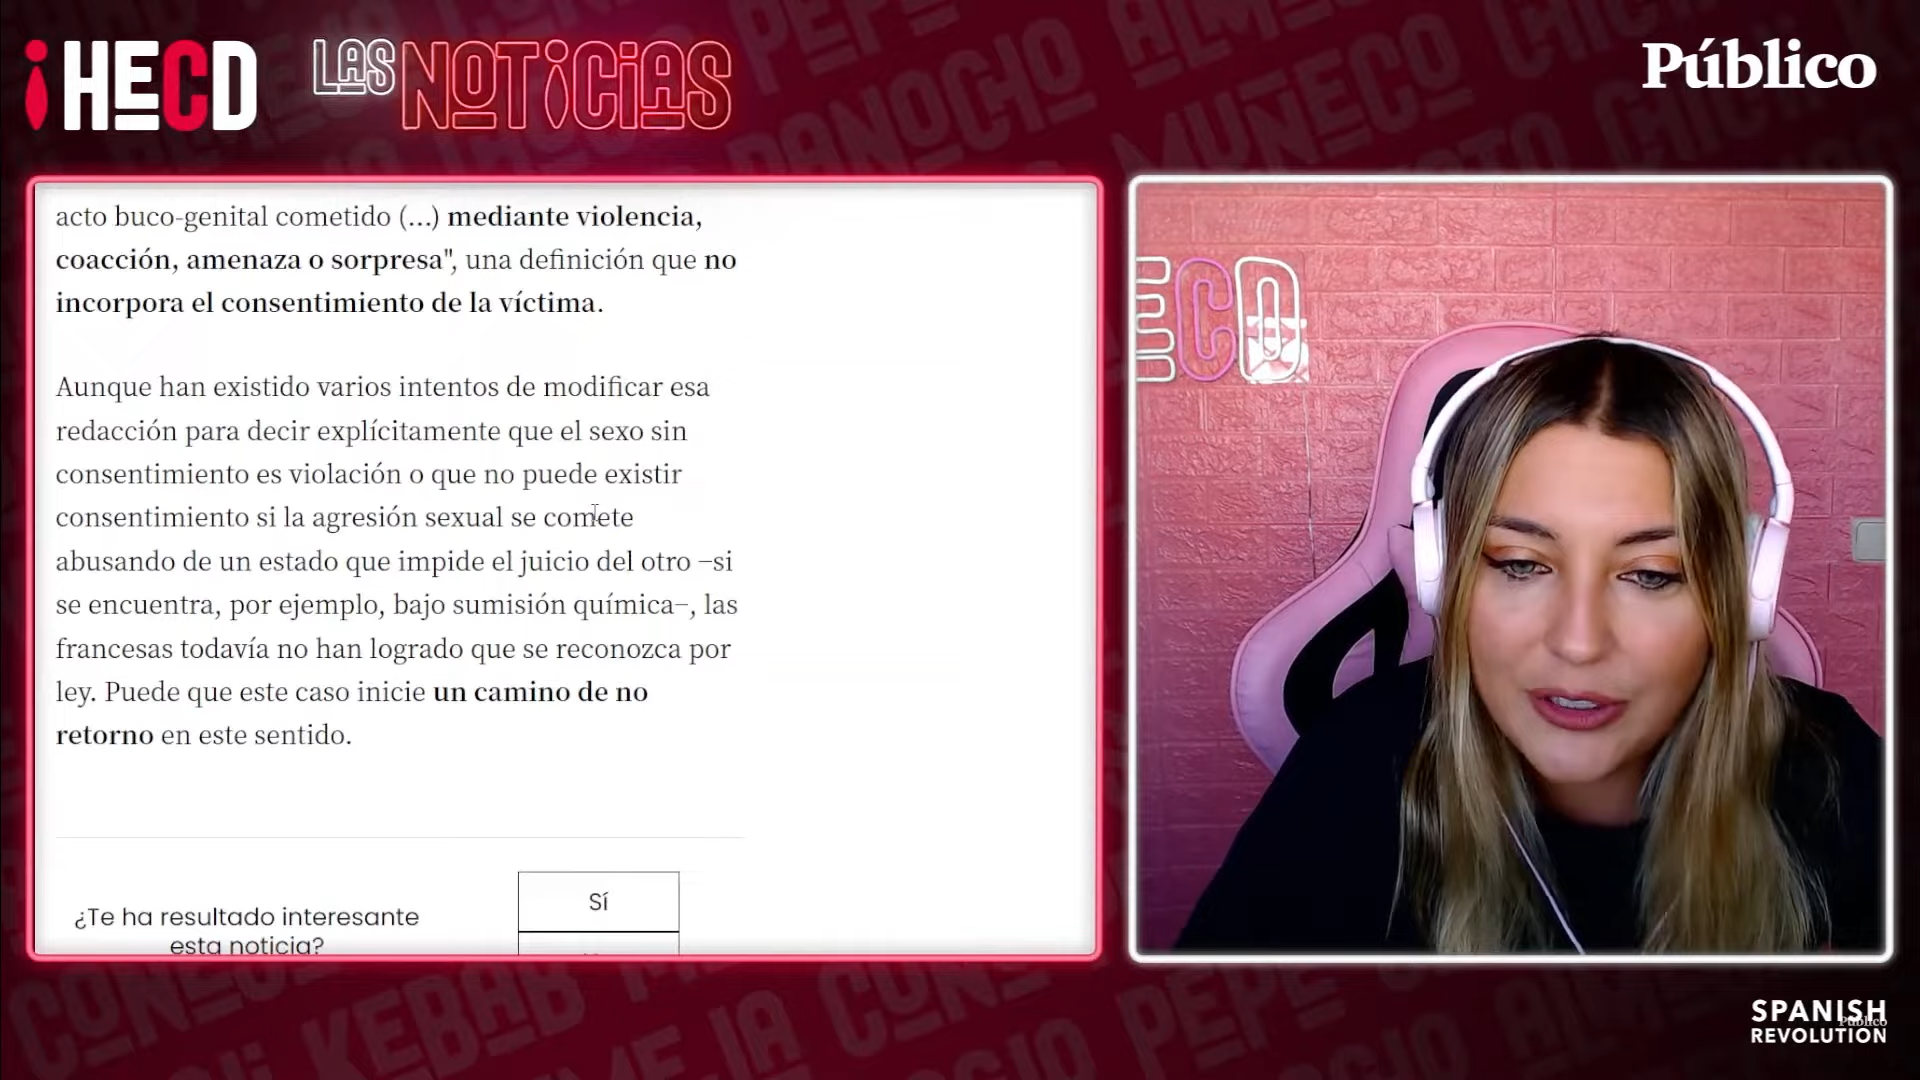 ¡HECD
LAS NOTICIAS
Público
acto buco-genital cometido (...) mediante violencia,
coacción, amenaza o sorpresa", una definición que no
incorpora el consentimiento de la víctima.
Aunque han existido varios intentos de modificar esa
redacción para decir explícitamente que el sexo sin
consentimiento es violación o que no puede existir
consentimiento si la agresión sexual se comete
abusando de un estado que impide el juicio del otro –si
se encuentra, por ejemplo, bajo sumisión química–, las
francesas todavía no han logrado que se reconozca por
ley. Puede que este caso inicie un camino de no
retorno en este sentido.
¿Te ha resultado interesante
esta noticia?
Sí
ECD
SPANISH
REVOLUTION
Público